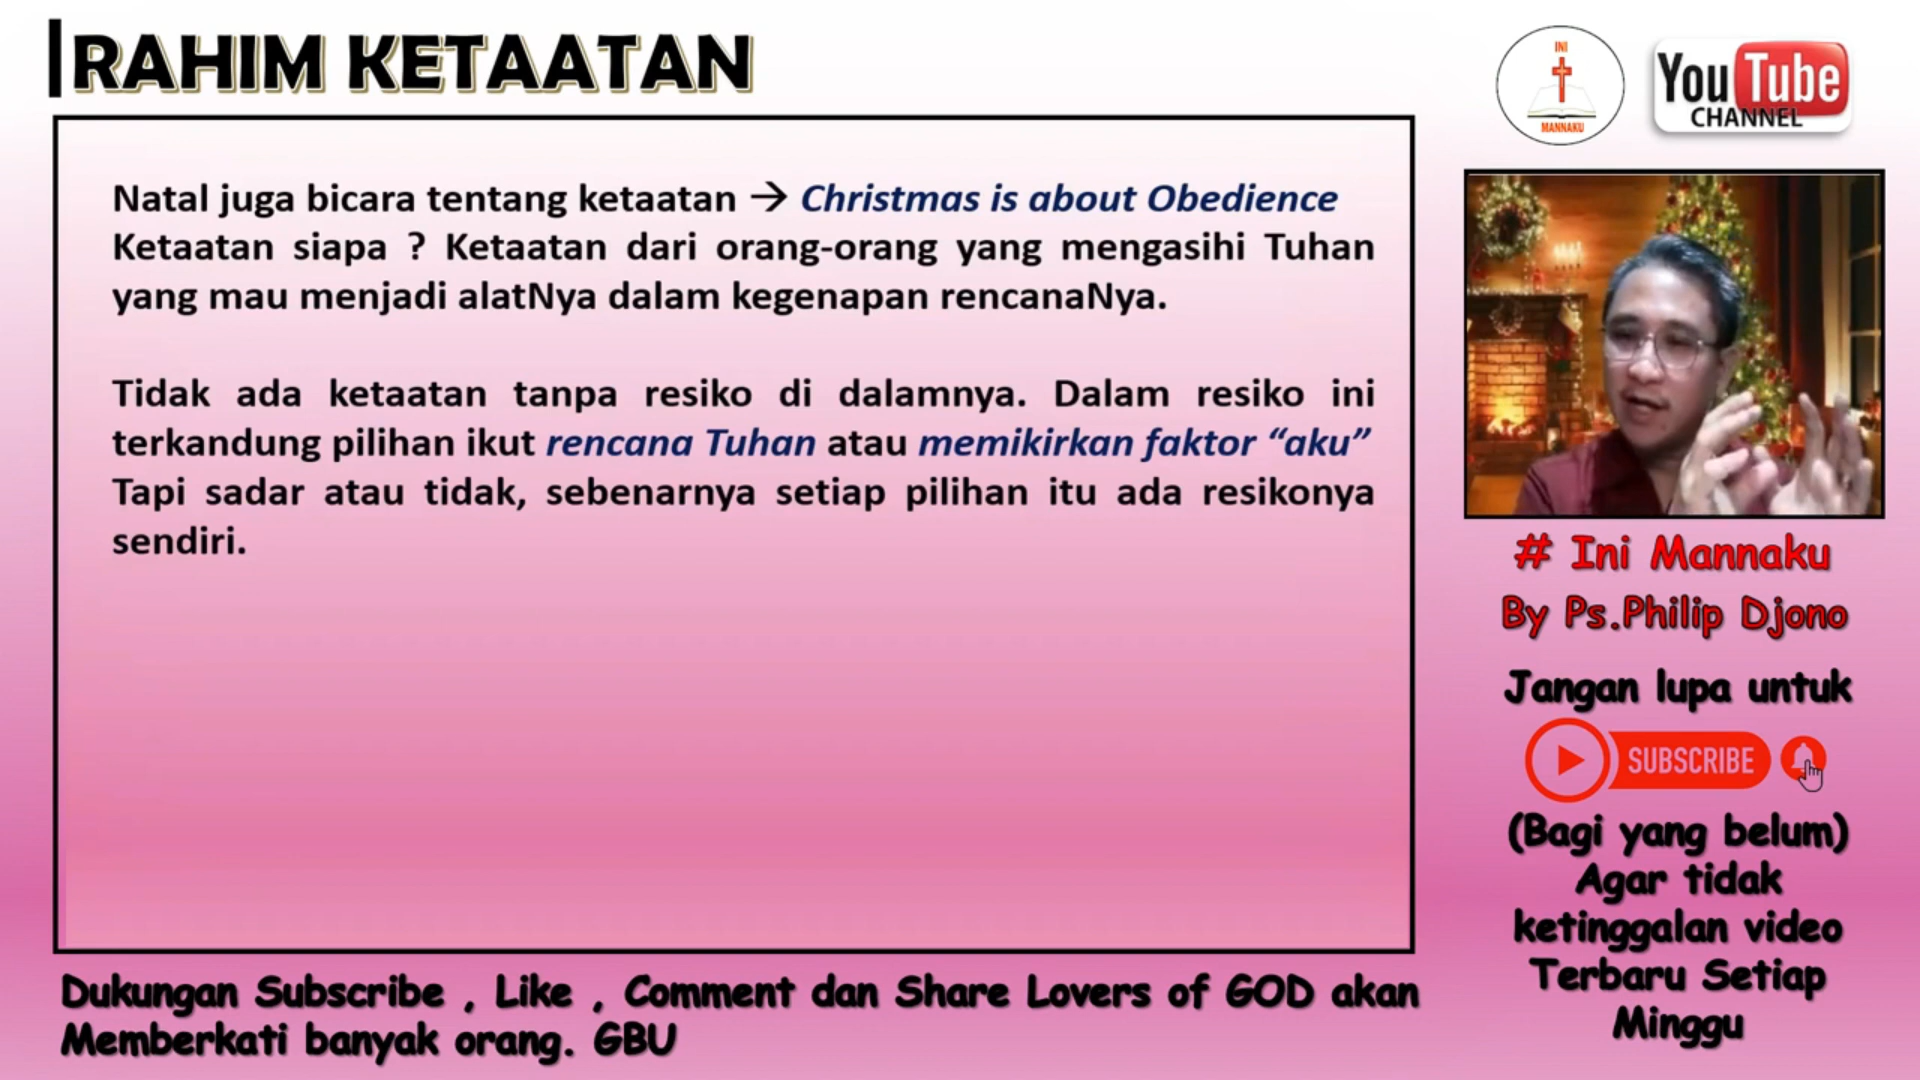 RAHIM KETAATAN
INI
MANNAKU
YouTube
CHANNEL
Natal juga bicara tentang ketaatan → Christmas is about Obedience
Ketaatan siapa ? Ketaatan dari orang-orang yang mengasihi Tuhan
yang mau menjadi alatNya dalam kegenapan rencanaNya.
Tidak ada ketaatan tanpa resiko di dalamnya. Dalam resiko ini
terkandung pilihan ikut rencana Tuhan atau memikirkan faktor “aku”
Tapi sadar atau tidak, sebenarnya setiap pilihan itu ada resikonya
sendiri.
# Ini Mannaku
By Ps.Philip Djono
Jangan lupa untuk
SUBSCRIBE
(Bagi yang belum)
Agar tidak
ketinggalan video
Terbaru Setiap
Minggu
Dukungan Subscribe , Like , Comment dan Share Lovers of GOD akan
Memberkati banyak orang. GBU